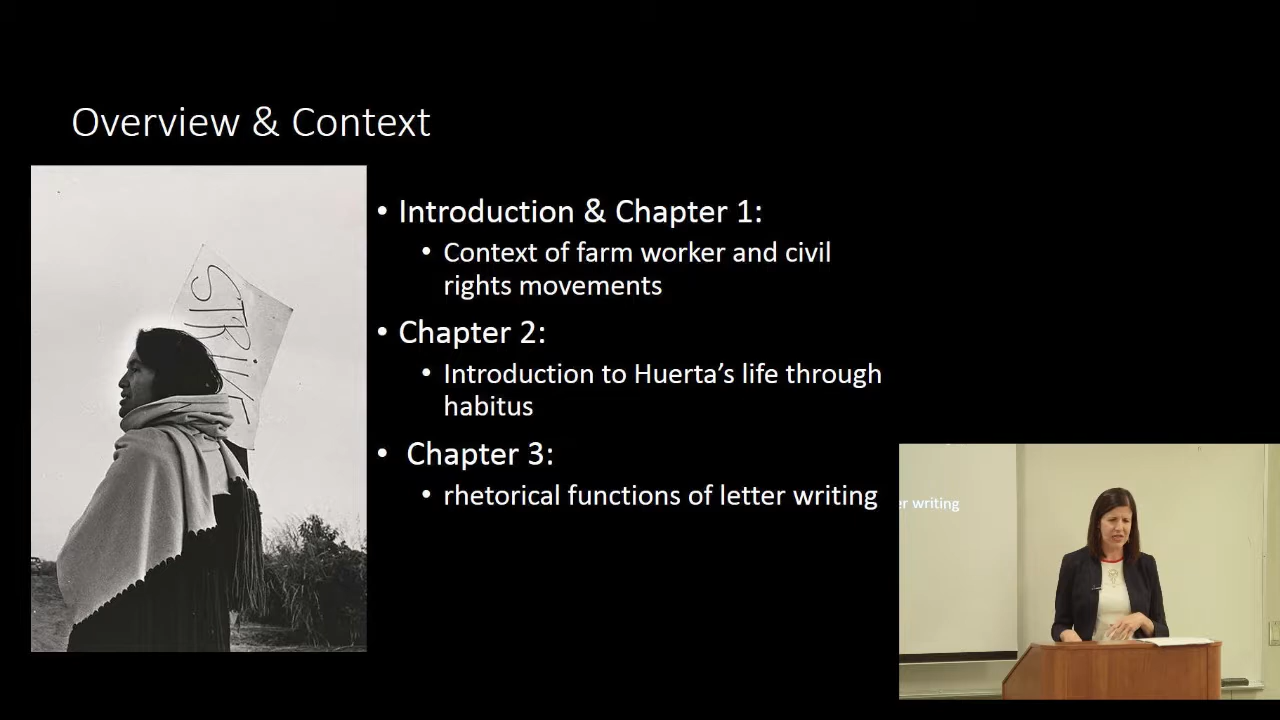 Overview & Context
STRIKE
• Introduction & Chapter 1:
• Context of farm worker and civil
rights movements
• Chapter 2:
• Introduction to Huerta’s life through
habitus
• Chapter 3:
• rhetorical functions of letter writing
writing